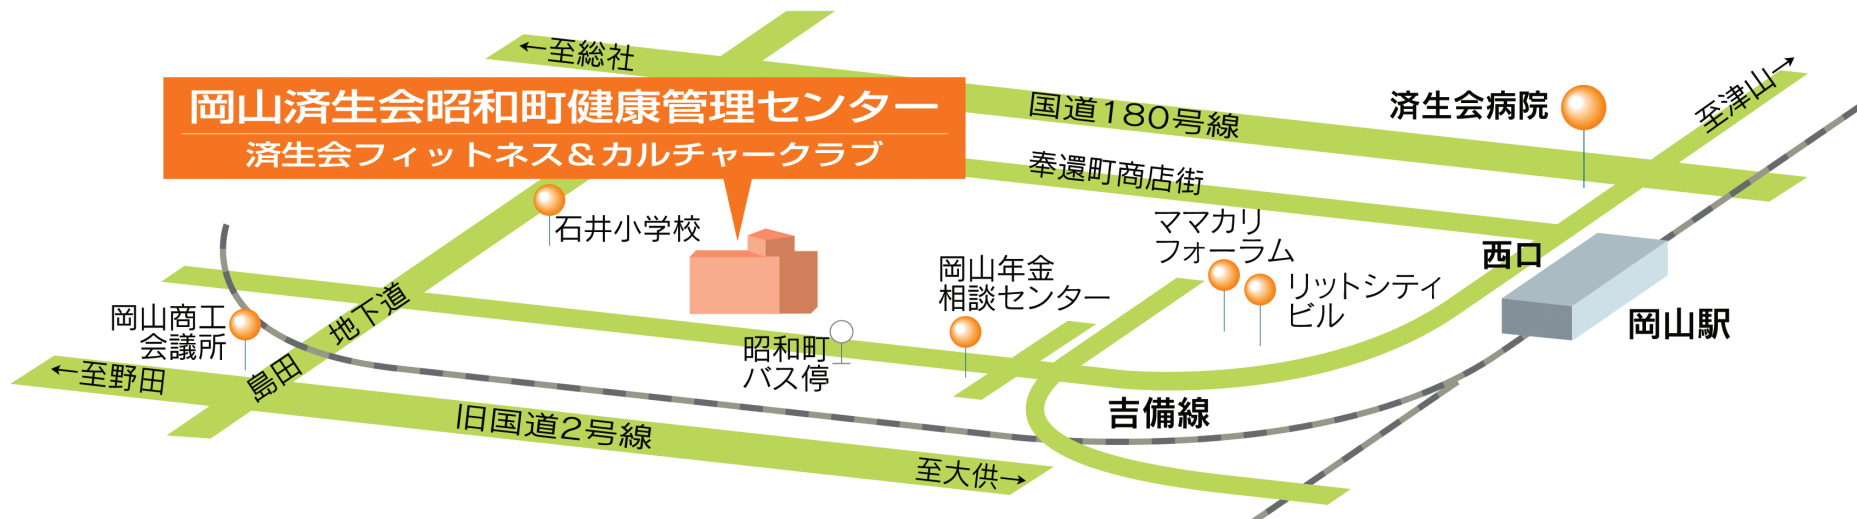 ←至総社
岡山済生会昭和町健康管理センター
済生会フィットネス&カルチャークラブ
国道180号線
済生会病院
至津山→
奉還町商店街
石井小学校
ママカリ
フォーラム
西口
岡山年金
相談センター
リットシティ
ビル
岡山駅
岡山商工
会議所
島田 地下道
昭和町
バス停
←至野田
旧国道2号線
吉備線
至大供→